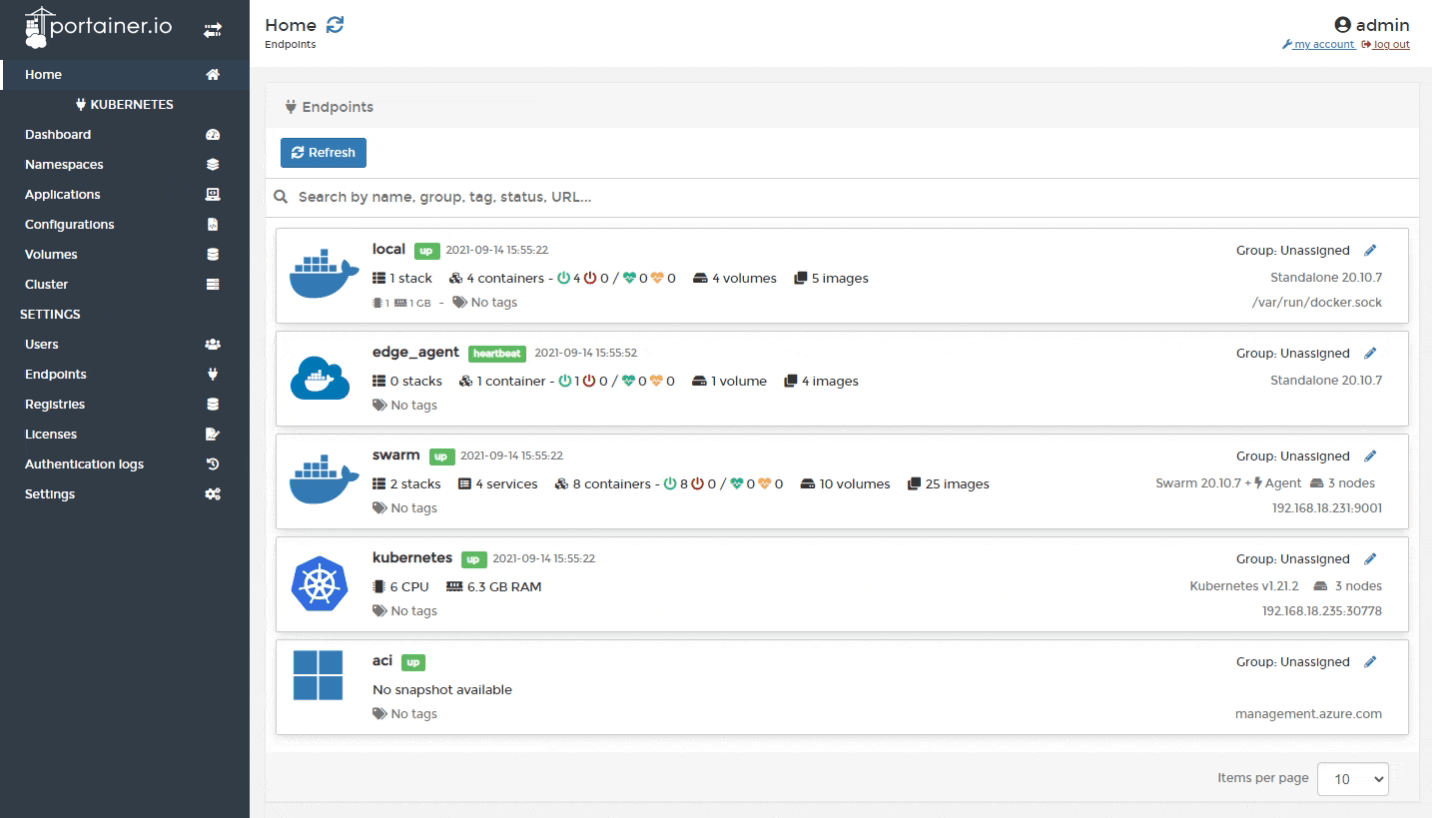 portainer.io
Home
KUBERNETES
Dashboard
Namespaces
Applications
Configurations
Volumes
Cluster
SETTINGS
Users
Endpoints
Registries
Licenses
Authentication logs
Settings
Home
Endpoints
admin
my account log out
Endpoints
Refresh
Search by name, group, tag, status, URL...
local up 2021-09-14 15:55:22 Group: Unassigned
1 stack 4 containers - 4 0 / 0 0 4 volumes 5 images Standalone 20.10.7
1 1 GB - No tags /var/run/docker.sock
edge_agent heartbeat 2021-09-14 15:55:52 Group: Unassigned
0 stacks 1 container - 1 0 / 0 0 1 volume 4 images Standalone 20.10.7
No tags
swarm up 2021-09-14 15:55:22 Group: Unassigned
2 stacks 4 services 8 containers - 8 0 / 0 0 10 volumes 25 images Swarm 20.10.7 + Agent 3 nodes
No tags 192.168.18.231:9001
kubernetes up 2021-09-14 15:55:22 Group: Unassigned
6 CPU 6.3 GB RAM Kubernetes v1.21.2 3 nodes
No tags 192.168.18.235:30778
aci up Group: Unassigned
No snapshot available
No tags management.azure.com
Items per page 10